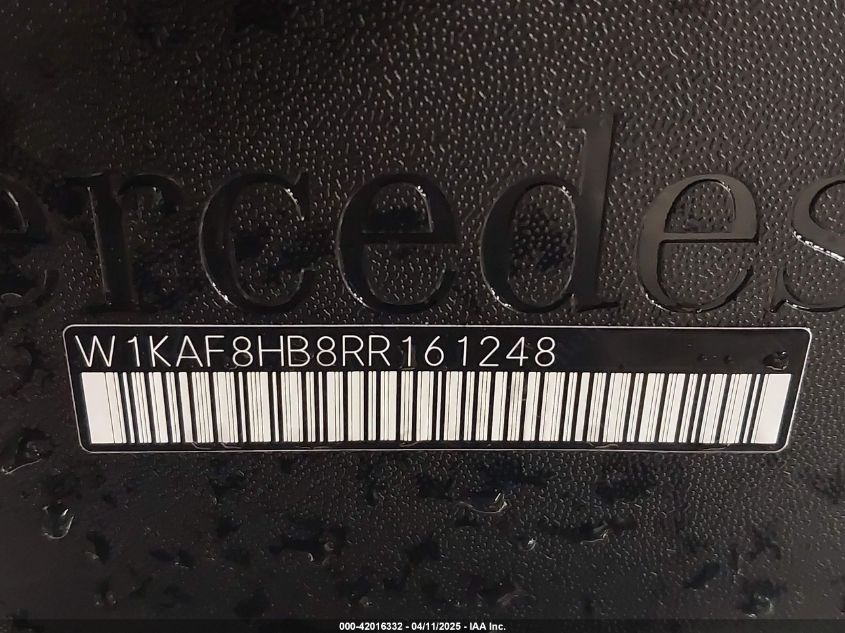 ercedes
W1KAF8HB8RR161248
000-42016332 - 04/11/2025 - IAA Inc.